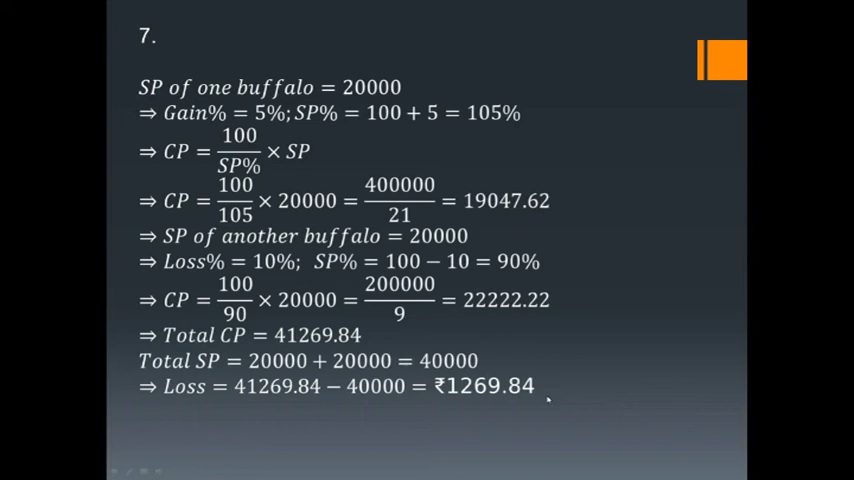 7.
SP of one buffalo = 20000
⇒ Gain% = 5%; SP% = 100 + 5 = 105%
⇒ CP = 100/SP% × SP
⇒ CP = 100/105 × 20000 = 400000/21 = 19047.62
⇒ SP of another buffalo = 20000
⇒ Loss% = 10%; SP% = 100 − 10 = 90%
⇒ CP = 100/90 × 20000 = 200000/9 = 22222.22
⇒ Total CP = 41269.84
Total SP = 20000 + 20000 = 40000
⇒ Loss = 41269.84 − 40000 = ₹1269.84